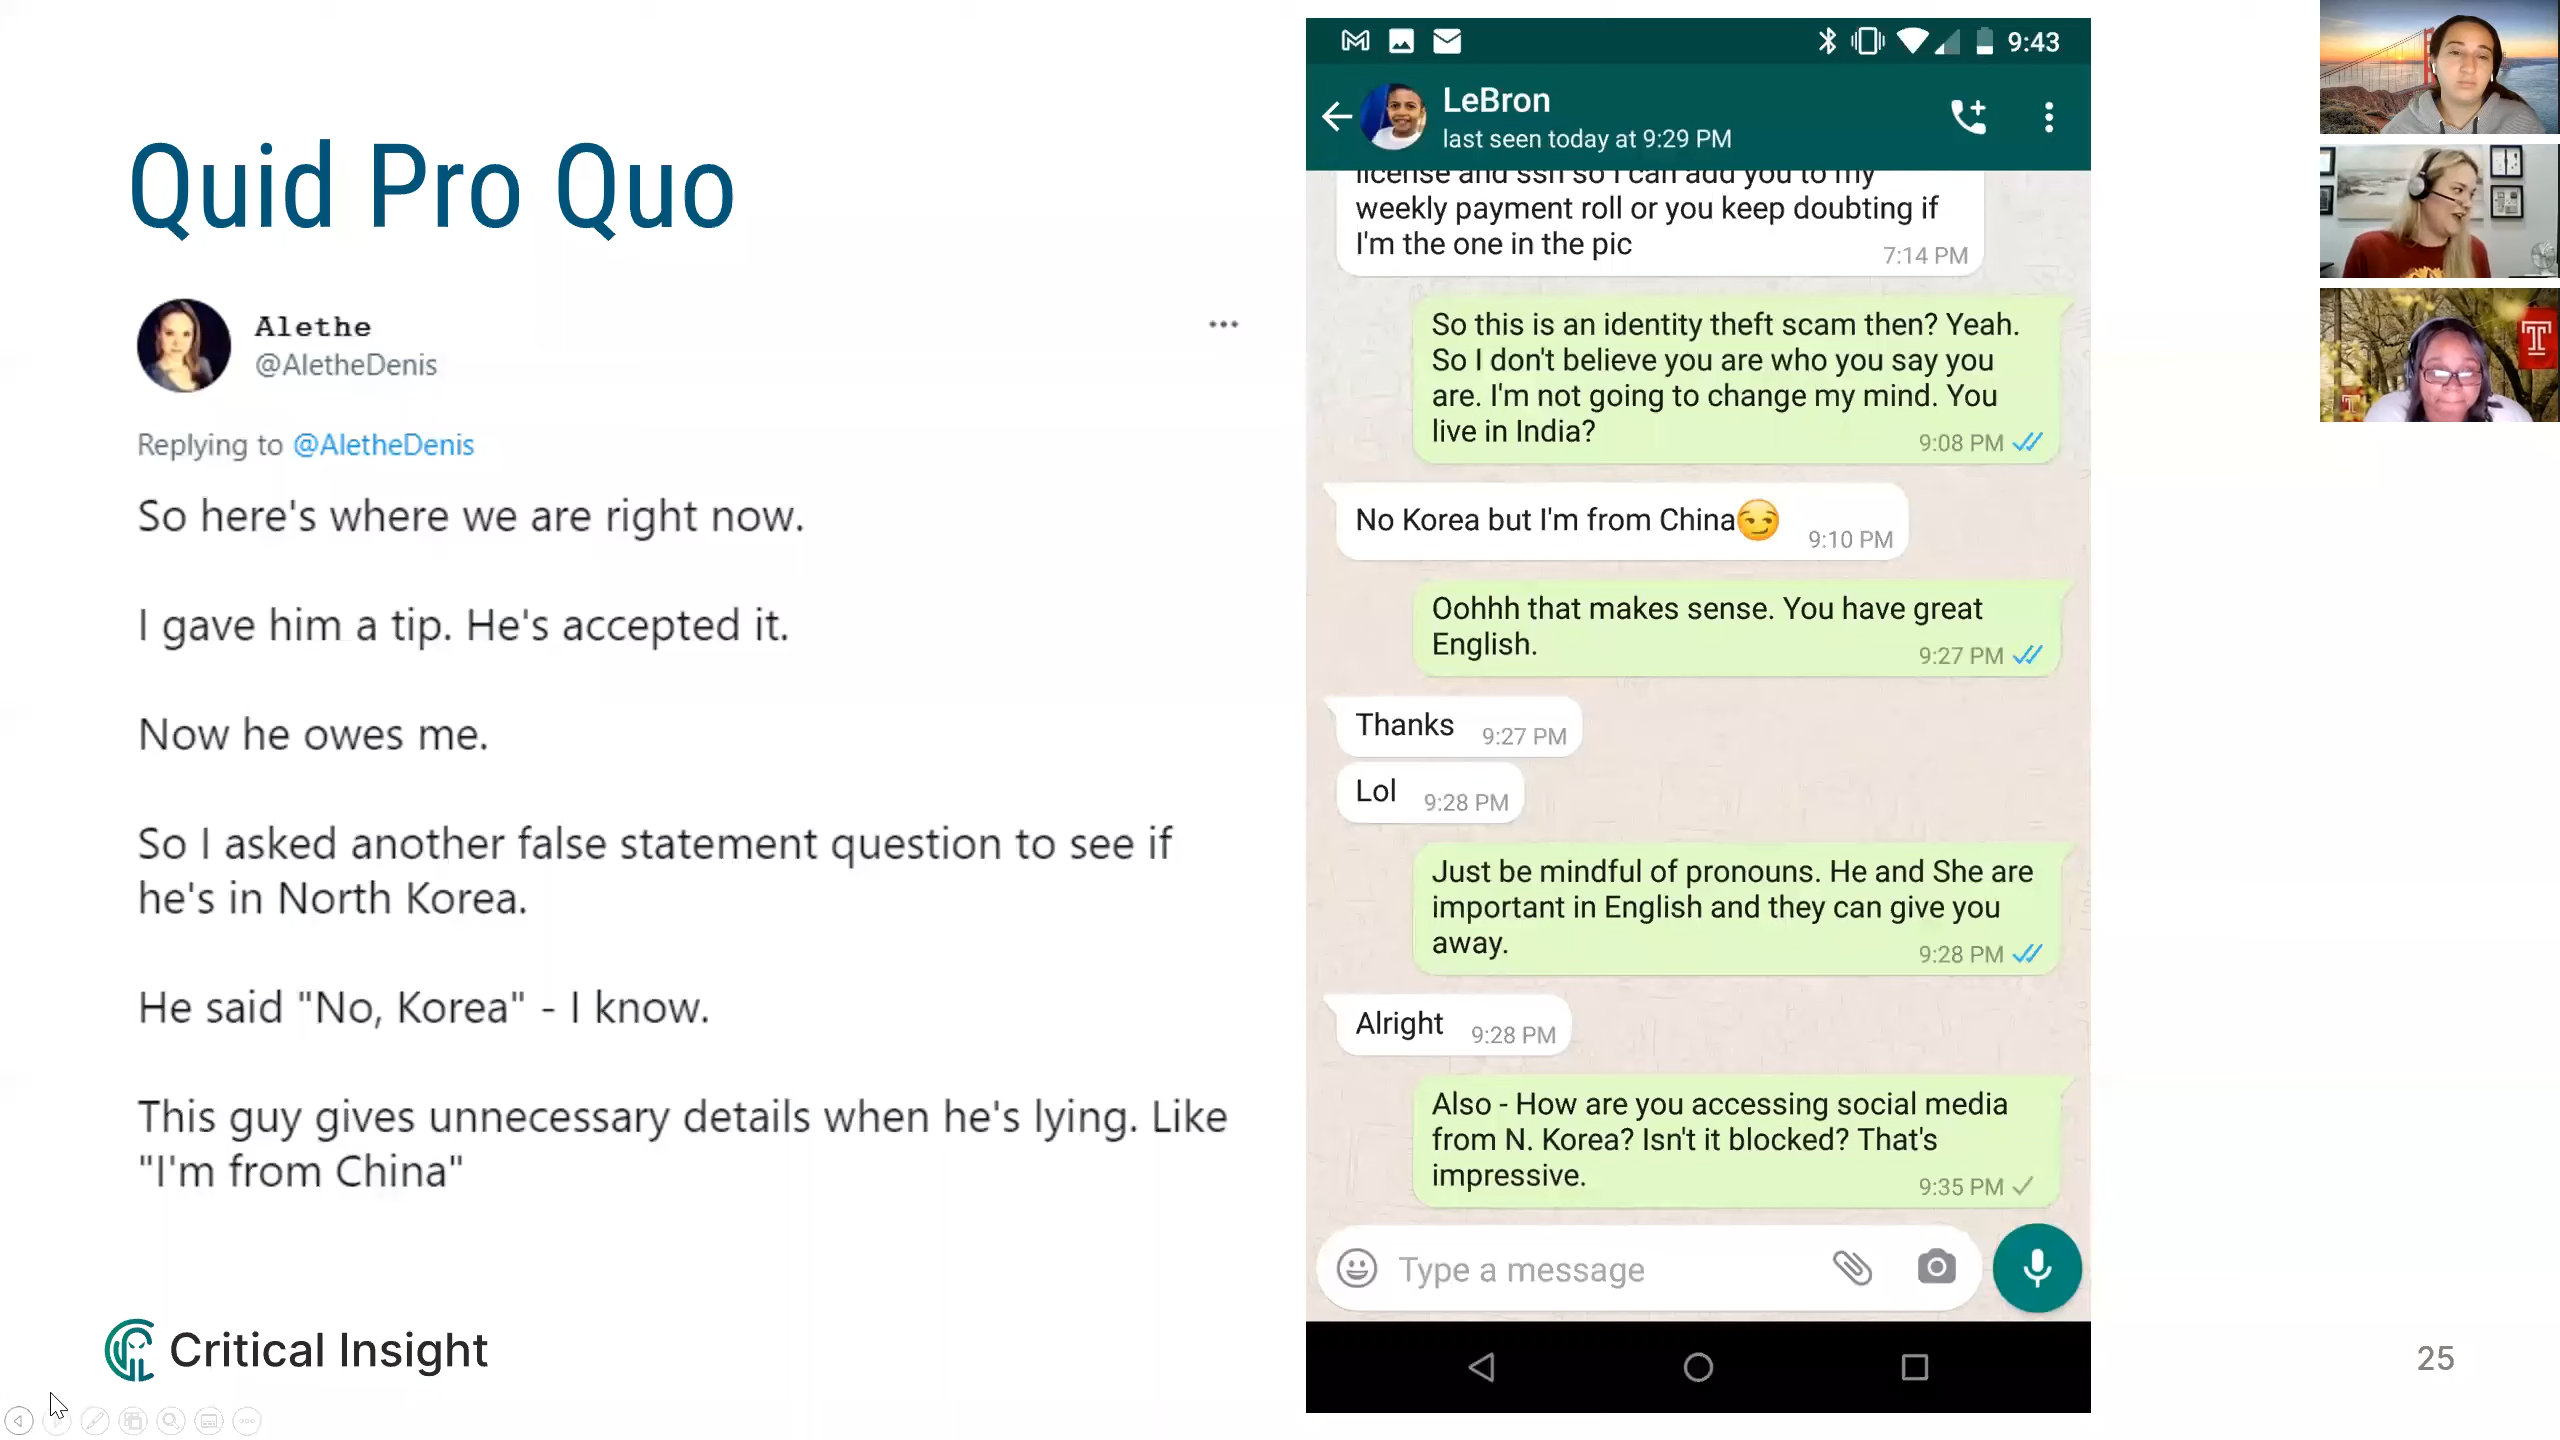 Quid Pro Quo
Alethe
@AletheDenis
Replying to @AletheDenis
So here's where we are right now.
I gave him a tip. He's accepted it.
Now he owes me.
So I asked another false statement question to see if
he's in North Korea.
He said "No, Korea" - I know.
This guy gives unnecessary details when he's lying. Like
"I'm from China"
Critical Insight
9:43
LeBron
last seen today at 9:29 PM
license and ssn so I can add you to my
weekly payment roll or you keep doubting if
I'm the one in the pic
7:14 PM
So this is an identity theft scam then? Yeah.
So I don't believe you are who you say you
are. I'm not going to change my mind. You
live in India?
9:08 PM
No Korea but I'm from China😏
9:10 PM
Oohhh that makes sense. You have great
English.
9:27 PM
Thanks
9:27 PM
Lol
9:28 PM
Just be mindful of pronouns. He and She are
important in English and they can give you
away.
9:28 PM
Alright
9:28 PM
Also - How are you accessing social media
from N. Korea? Isn't it blocked? That's
impressive.
9:35 PM
Type a message
25